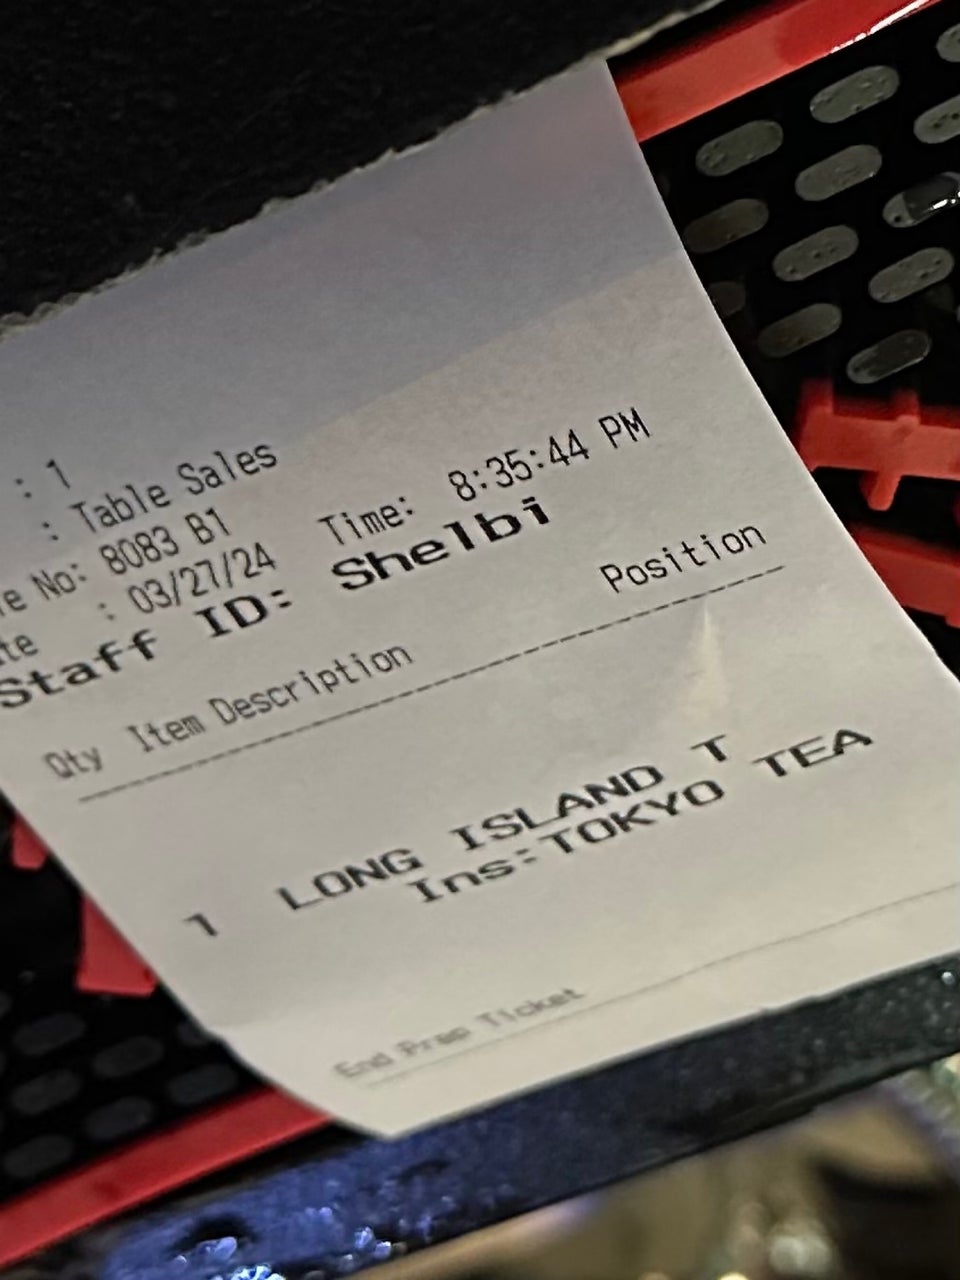 : 1
: Table Sales
e No: 8083 B1
te : 03/27/24 Time: 8:35:44 PM
Staff ID: Shelbi
Qty Item Description Position
1 LONG ISLAND T
Ins:TOKYO TEA
End Prep Ticket